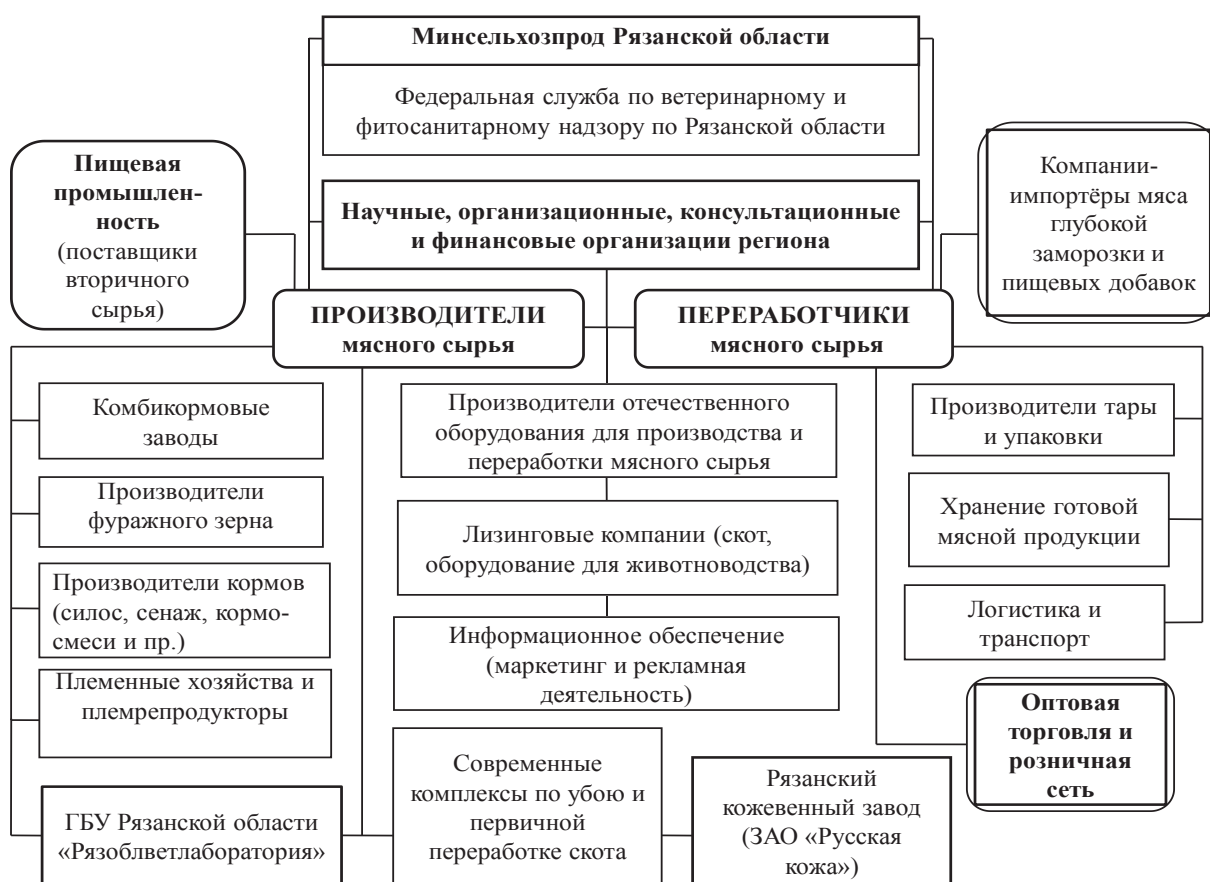 Минсельхозпрод Рязанской области
Федеральная служба по ветеринарному и
фитосанитарному надзору по Рязанской области
Пищевая
промышлен-
ность
(поставщики
вторичного
сырья)
Научные, организационные, консультационные
и финансовые организации региона
Компании-
импортёры мяса
глубокой
заморозки и
пищевых добавок
ПРОИЗВОДИТЕЛИ
мясного сырья
ПЕРЕРАБОТЧИКИ
мясного сырья
Комбикормовые
заводы
Производители
фуражного зерна
Производители кормов
(силос, сенаж, кормо-
смеси и пр.)
Племенные хозяйства и
племрепродукторы
ГБУ Рязанской области
«Рязоблветлаборатория»
Производители отечественного
оборудования для производства и
переработки мясного сырья
Лизинговые компании (скот,
оборудование для животноводства)
Информационное обеспечение
(маркетинг и рекламная
деятельность)
Современные
комплексы по убою и
первичной
переработке скота
Рязанский
кожевенный завод
(ЗАО «Русская
кожа»)
Производители тары
и упаковки
Хранение готовой
мясной продукции
Логистика и
транспорт
Оптовая
торговля и
розничная
сеть